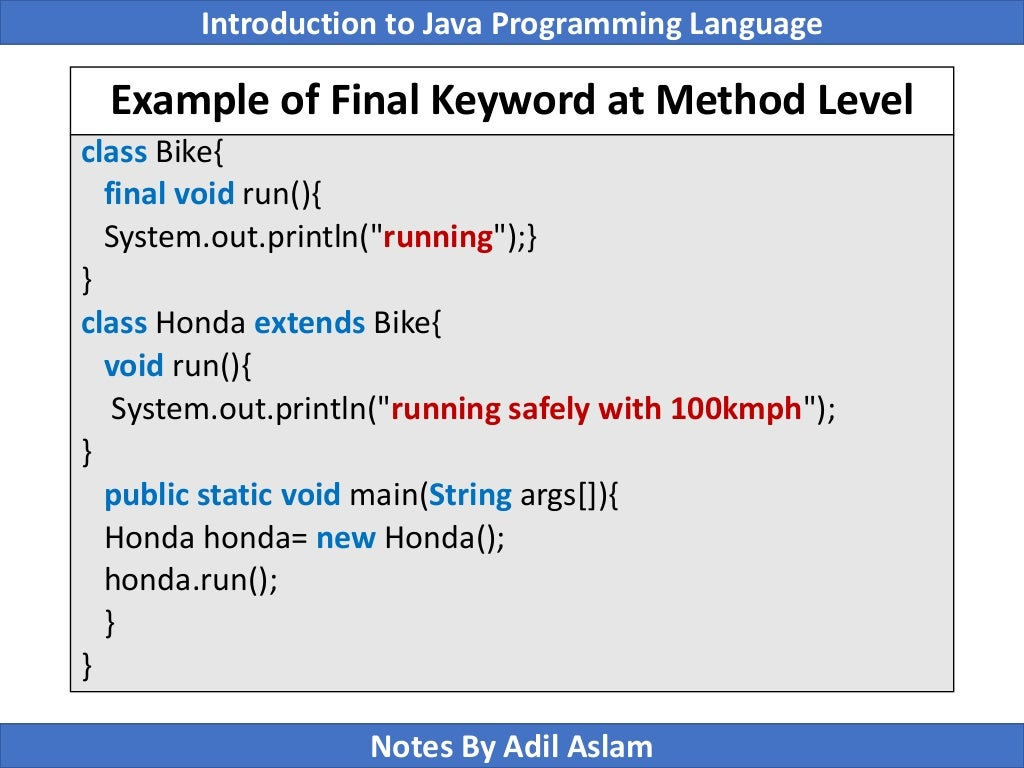 Introduction to Java Programming Language
Example of Final Keyword at Method Level
class Bike{
final void run(){
System.out.println("running");}
}
class Honda extends Bike{
void run(){
System.out.println("running safely with 100kmph");
}
public static void main(String args[]){
Honda honda= new Honda();
honda.run();
}
}
Notes By Adil Aslam